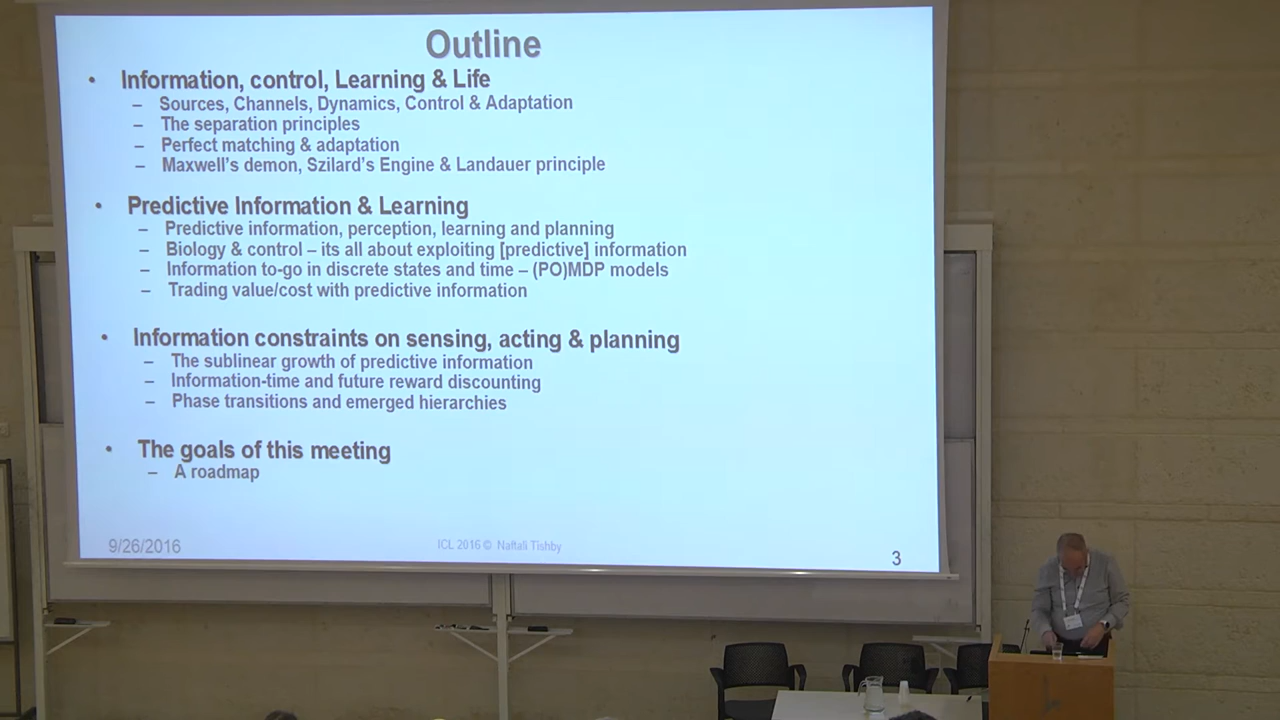 Outline
• Information, control, Learning & Life
– Sources, Channels, Dynamics, Control & Adaptation
– The separation principles
– Perfect matching & adaptation
– Maxwell's demon, Szilard's Engine & Landauer principle
• Predictive Information & Learning
– Predictive information, perception, learning and planning
– Biology & control – its all about exploiting [predictive] information
– Information to-go in discrete states and time – (PO)MDP models
– Trading value/cost with predictive information
• Information constraints on sensing, acting & planning
– The sublinear growth of predictive information
– Information-time and future reward discounting
– Phase transitions and emerged hierarchies
• The goals of this meeting
– A roadmap
9/26/2016
ICL 2016 © Naftali Tishby
3